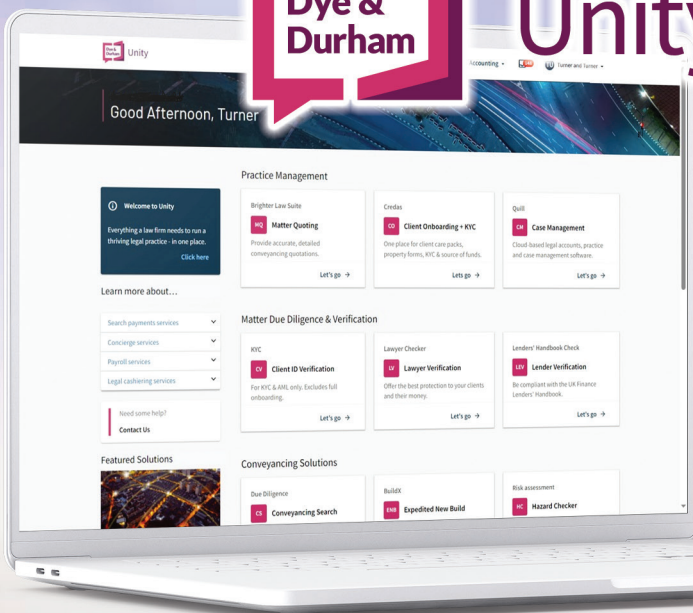 Dye &
Durham
Unity
Dye &
Durham
Unity
Accounting
Turner and Turner
Good Afternoon, Turner
Welcome to Unity
Everything a law firm needs to run a
thriving legal practice - in one place.
Click here
Learn more about...
Search payments services
Concierge services
Payroll services
Legal cashiering services
Need some help?
Contact Us
Featured Solutions
Practice Management
Brighter Law Suite
MQ Matter Quoting
Provide accurate, detailed
conveyancing quotations.
Let's go →
Credas
CO Client Onboarding + KYC
One place for client care packs,
property forms, KYC & source of funds.
Lets go →
Quill
CM Case Management
Cloud-based legal accounts, practice
and case management software.
Let's go →
Matter Due Diligence & Verification
KYC
CV Client ID Verification
For KYC & AML only. Excludes full
onboarding.
Let's go →
Lawyer Checker
LV Lawyer Verification
Offer the best protection to your clients
and their money.
Let's go →
Lenders' Handbook Check
LEV Lender Verification
Be compliant with the UK Finance
Lenders' Handbook.
Let's go →
Conveyancing Solutions
Due Diligence
CS Conveyancing Search
BuildX
ENB Expedited New Build
Risk assessment
HC Hazard Checker